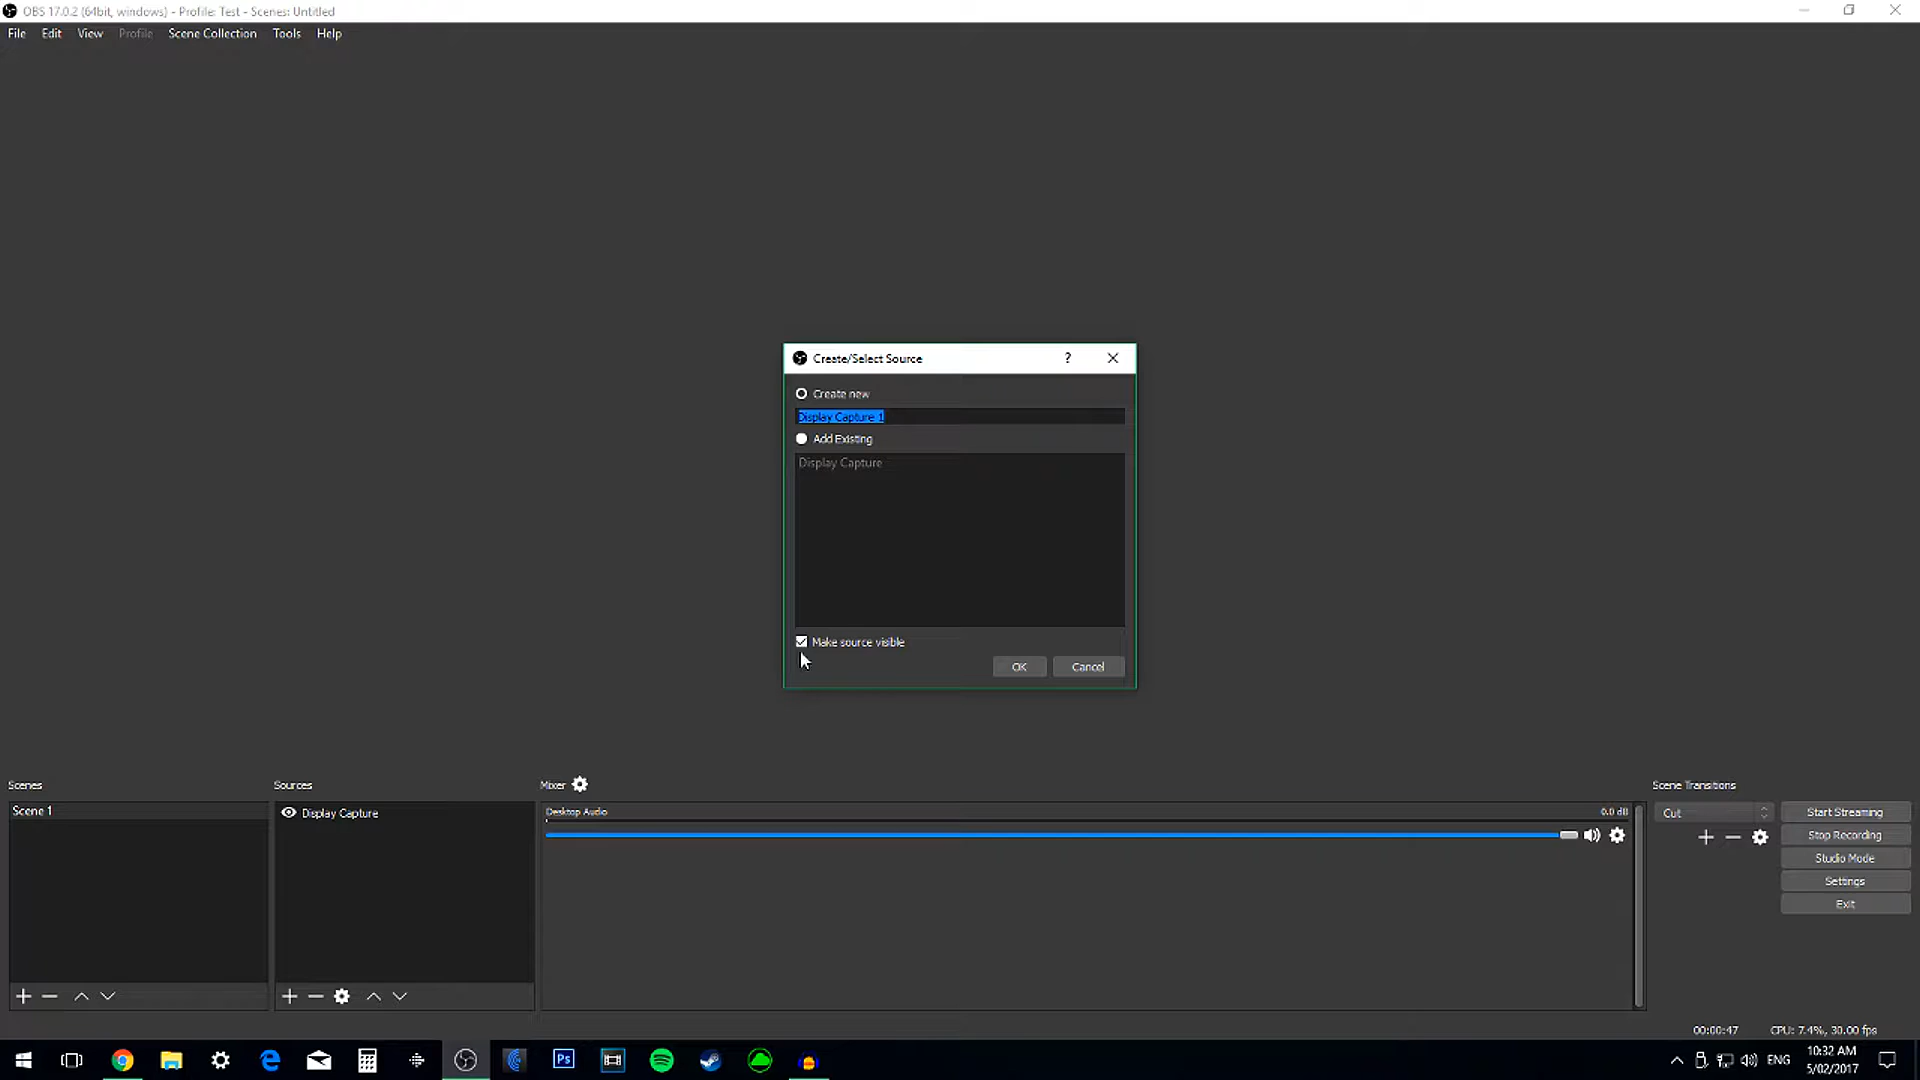 OBS 17.0.2 (64bit, windows) - Profile: Test - Scenes: Untitled
File Edit View Profile Scene Collection Tools Help
Create/Select Source ?
Create new
Display Capture 1
Add Existing
Display Capture
Make source visible
OK Cancel
Scenes
Scene 1
Sources
Display Capture
Mixer
Desktop Audio 0.0 dB
Scene Transitions
Cut
Start Streaming
Stop Recording
Studio Mode
Settings
Exit
00:00:47 CPU: 7.4%, 30.00 fps
Ps
ENG
10:32 AM
5/02/2017